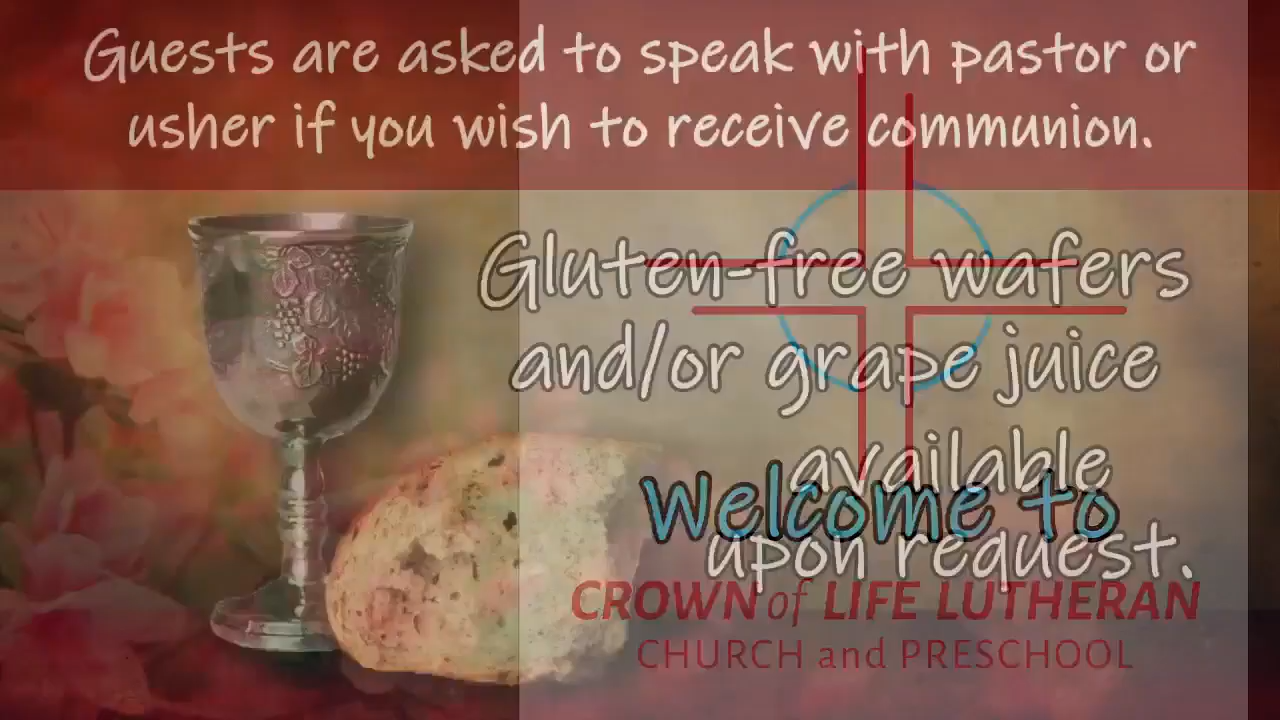 Guests are asked to speak with pastor or
usher if you wish to receive communion.
Gluten-free wafers
and/or grape juice
available
upon request.
Welcome to
CROWN of LIFE LUTHERAN
CHURCH and PRESCHOOL